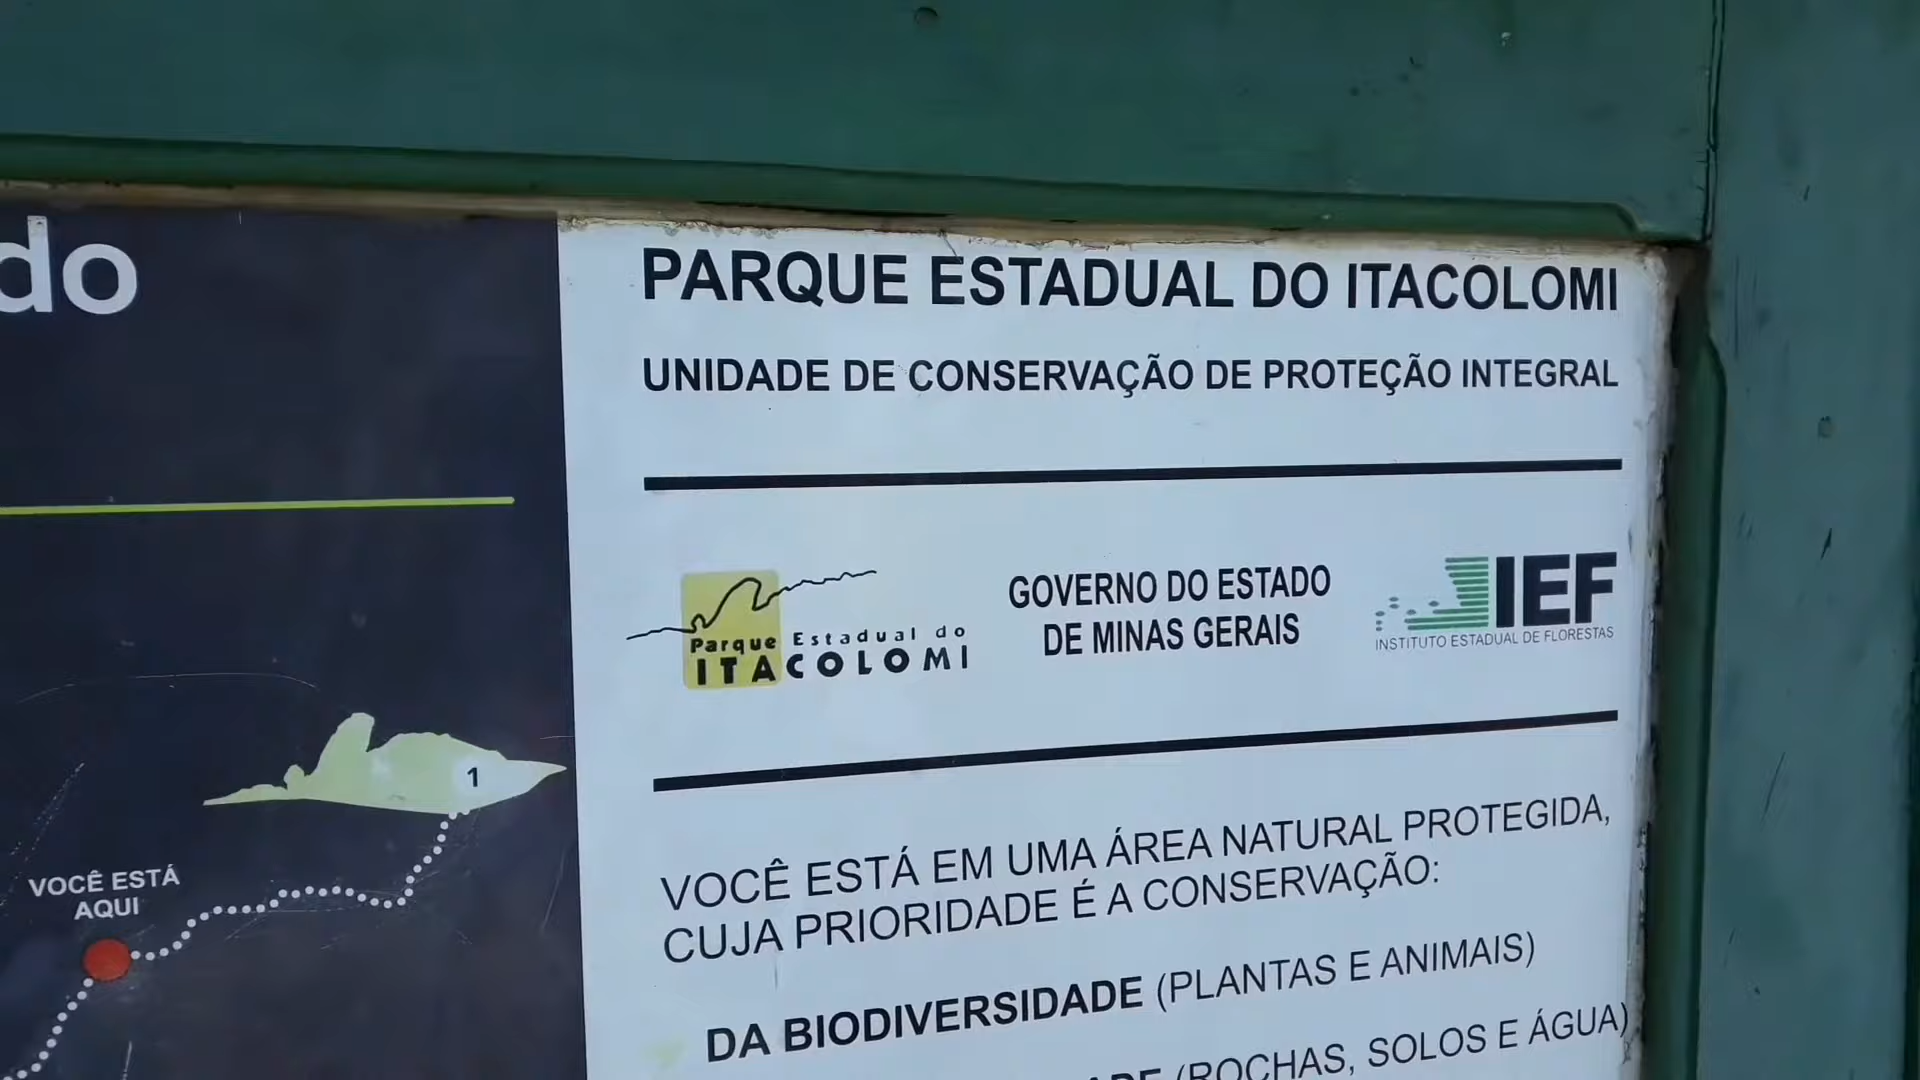 do
1
VOCÊ ESTÁ
AQUI
PARQUE ESTADUAL DO ITACOLOMI
UNIDADE DE CONSERVAÇÃO DE PROTEÇÃO INTEGRAL
Parque Estadual do
ITACOLOMI
GOVERNO DO ESTADO
DE MINAS GERAIS
IEF
INSTITUTO ESTADUAL DE FLORESTAS
VOCÊ ESTÁ EM UMA ÁREA NATURAL PROTEGIDA,
CUJA PRIORIDADE É A CONSERVAÇÃO:
DA BIODIVERSIDADE (PLANTAS E ANIMAIS)
(ROCHAS, SOLOS E ÁGUA)